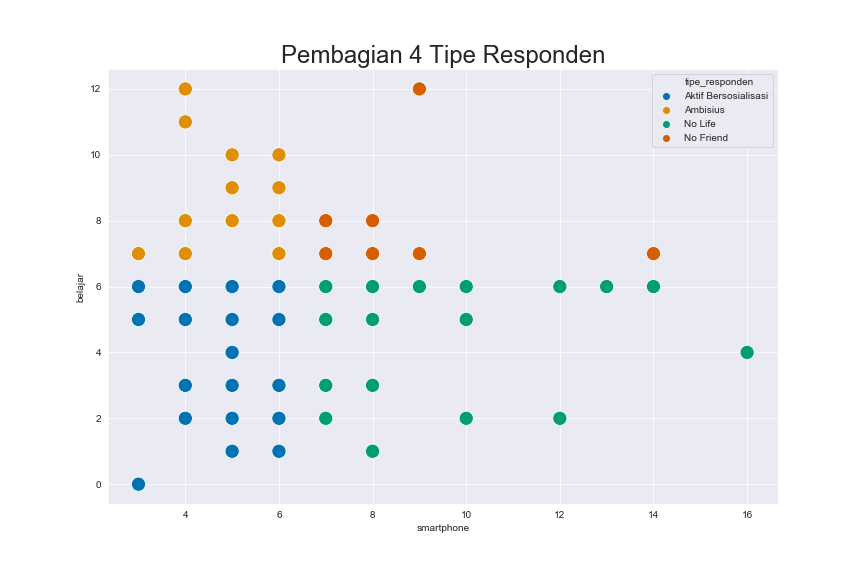 Pembagian 4 Tipe Responden
tipe_responden
Aktif Bersosialisasi
Ambisius
No Life
No Friend
12
10
8
6
4
2
0
belajar
4 6 8 10 12 14 16
smartphone